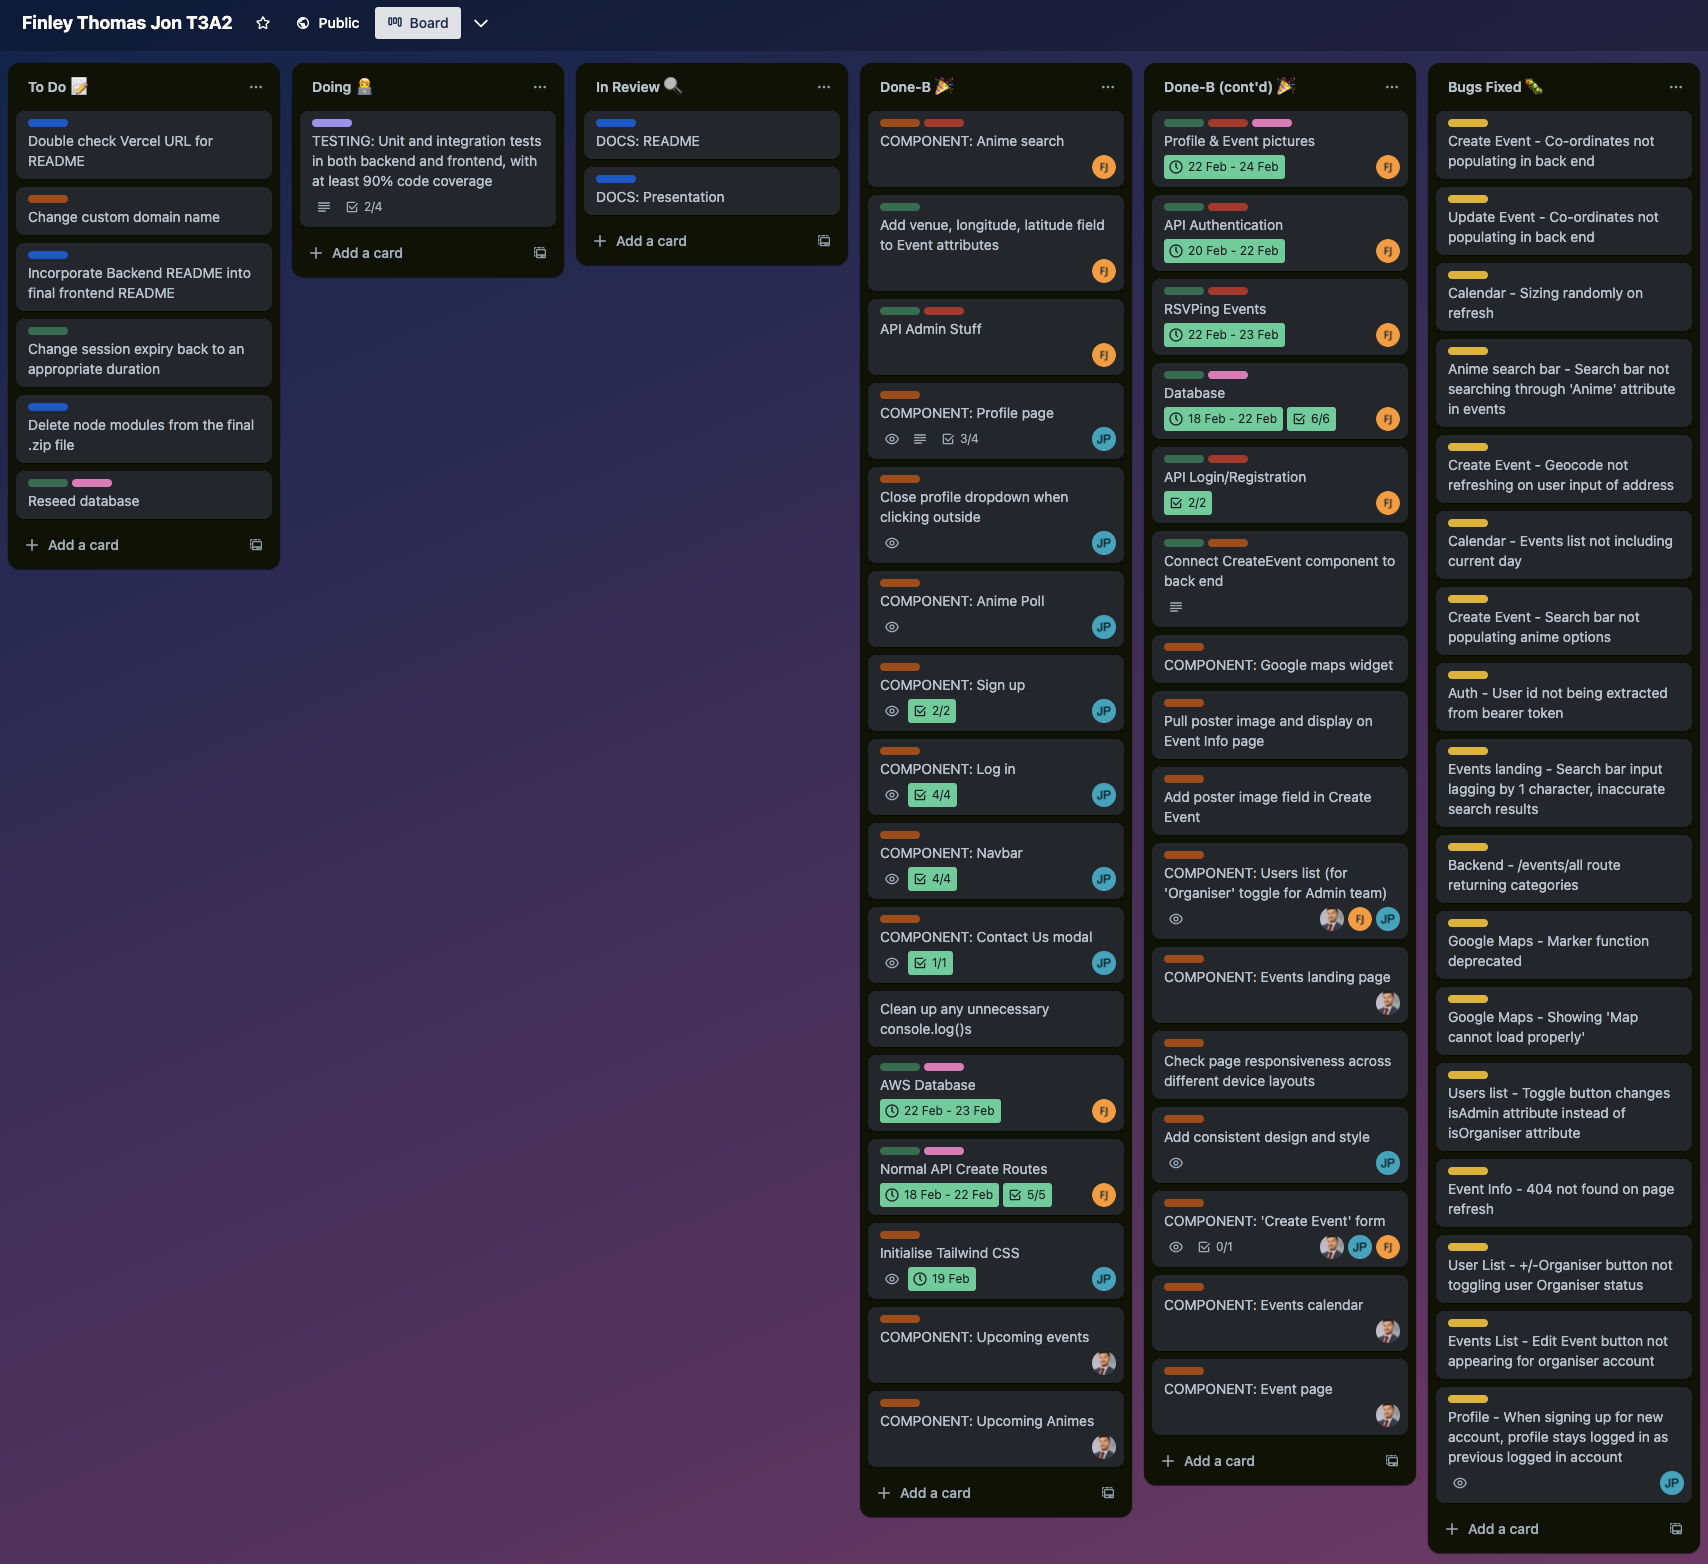 Finley Thomas Jon T3A2
Public
Board
To Do 📝
Double check Vercel URL for
README
Change custom domain name
Incorporate Backend README into
final frontend README
Change session expiry back to an
appropriate duration
Delete node modules from the final
.zip file
Reseed database
+ Add a card
Doing
TESTING: Unit and integration tests
in both backend and frontend, with
at least 90% code coverage
2/4
+ Add a card
In Review 🔍
DOCS: README
DOCS: Presentation
+ Add a card
Done-B 🎉
COMPONENT: Anime search
FJ
Add venue, longitude, latitude field
to Event attributes
FJ
API Admin Stuff
FJ
COMPONENT: Profile page
3/4
JP
Close profile dropdown when
clicking outside
JP
COMPONENT: Anime Poll
JP
COMPONENT: Sign up
2/2
JP
COMPONENT: Log in
4/4
JP
COMPONENT: Navbar
4/4
JP
COMPONENT: Contact Us modal
1/1
JP
Clean up any unnecessary
console.log()s
AWS Database
22 Feb - 23 Feb
FJ
Normal API Create Routes
18 Feb - 22 Feb
5/5
FJ
Initialise Tailwind CSS
19 Feb
JP
COMPONENT: Upcoming events
COMPONENT: Upcoming Animes
+ Add a card
Done-B (cont'd) 🎉
Profile & Event pictures
22 Feb - 24 Feb
FJ
API Authentication
20 Feb - 22 Feb
FJ
RSVPing Events
22 Feb - 23 Feb
FJ
Database
18 Feb - 22 Feb
6/6
FJ
API Login/Registration
2/2
FJ
Connect CreateEvent component to
back end
COMPONENT: Google maps widget
Pull poster image and display on
Event Info page
Add poster image field in Create
Event
COMPONENT: Users list (for
'Organiser' toggle for Admin team)
FJ
JP
COMPONENT: Events landing page
Check page responsiveness across
different device layouts
Add consistent design and style
JP
COMPONENT: 'Create Event' form
0/1
JP
FJ
COMPONENT: Events calendar
COMPONENT: Event page
+ Add a card
Bugs Fixed 🐛
Create Event - Co-ordinates not
populating in back end
Update Event - Co-ordinates not
populating in back end
Calendar - Sizing randomly on
refresh
Anime search bar - Search bar not
searching through 'Anime' attribute
in events
Create Event - Geocode not
refreshing on user input of address
Calendar - Events list not including
current day
Create Event - Search bar not
populating anime options
Auth - User id not being extracted
from bearer token
Events landing - Search bar input
lagging by 1 character, inaccurate
search results
Backend - /events/all route
returning categories
Google Maps - Marker function
deprecated
Google Maps - Showing 'Map
cannot load properly'
Users list - Toggle button changes
isAdmin attribute instead of
isOrganiser attribute
Event Info - 404 not found on page
refresh
User List - +/-Organiser button not
toggling user Organiser status
Events List - Edit Event button not
appearing for organiser account
Profile - When signing up for new
account, profile stays logged in as
previous logged in account
JP
+ Add a card